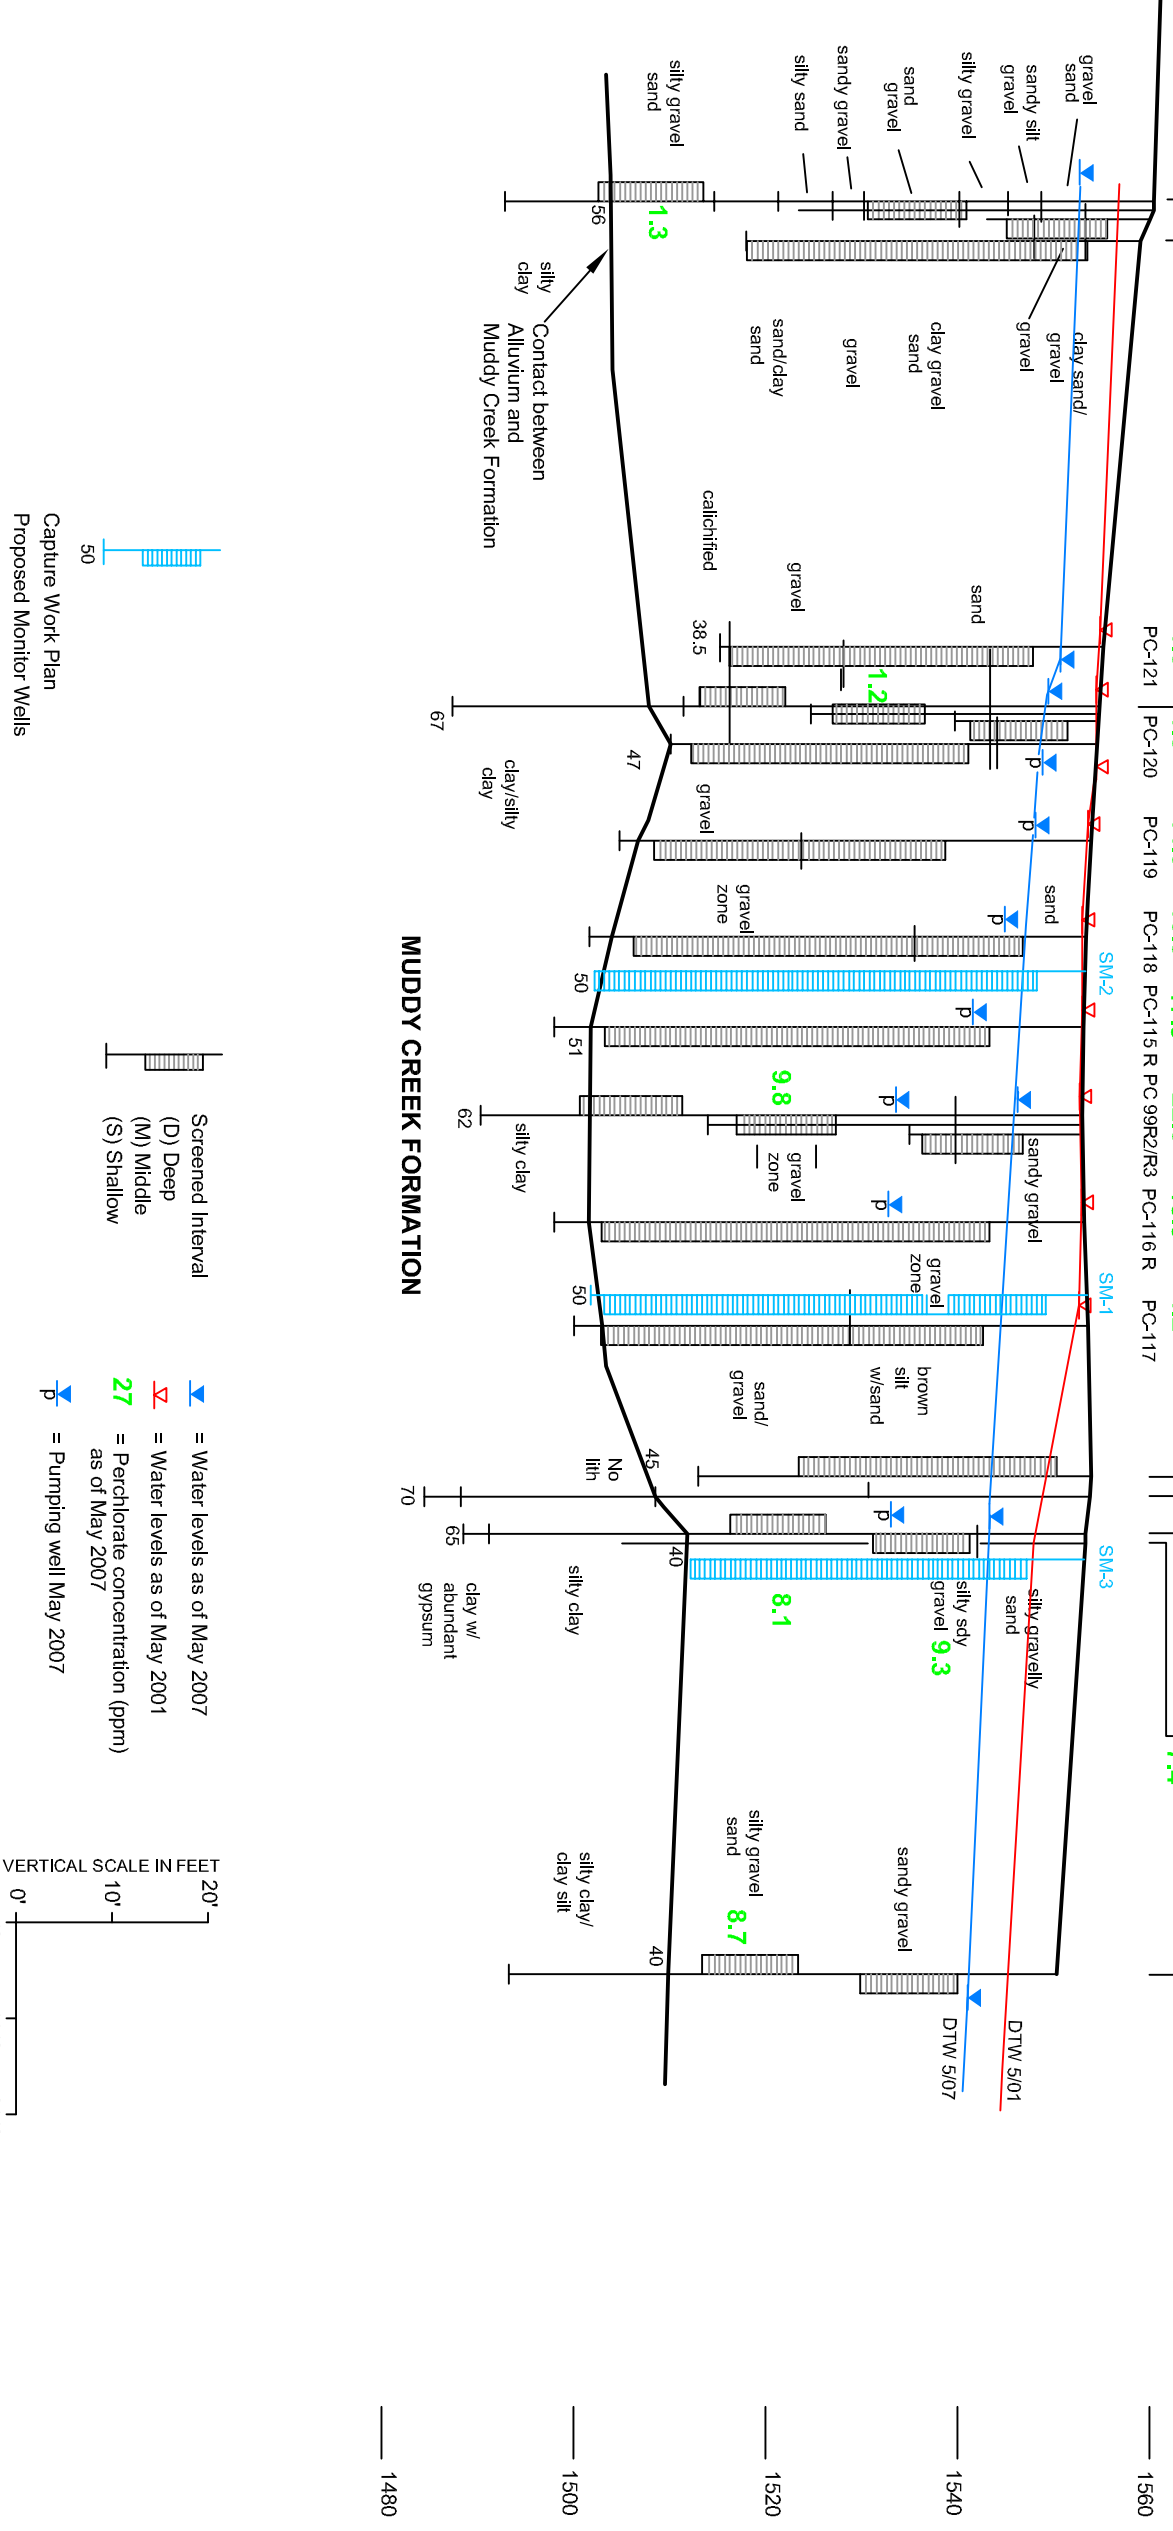 gravel
sand
sandy silt
gravel
silty gravel
sand
gravel
sandy gravel
silty sand
silty gravel
sand
1.3
56
silty
clay
Contact between
Alluvium and
Muddy Creek Formation
clay sand/
gravel
gravel
clay gravel
sand
gravel
sand/clay
sand
calichified
gravel
sand
38.5
1.2
67
47
clay/silty
clay
gravel
gravel
zone
sand
PC-121
PC-120
PC-119
PC-118
SM-2
PC-115 R
PC 99R2/R3
PC-116 R
SM-1
PC-117
SM-3
p
p
p
p
p
p
p
50
51
62
9.8
silty clay
gravel
zone
sandy gravel
gravel
zone
50
brown
silt
w/sand
sand/
gravel
No
lith
45
70
65
40
silty clay
clay w/
abundant
gypsum
8.1
9.3
silty sdy
gravel
silty gravelly
sand
7.4
silty gravel
sand
8.7
sandy gravel
silty clay/
clay silt
40
DTW 5/01
DTW 5/07
MUDDY CREEK FORMATION
1560
1540
1520
1500
1480
50
Capture Work Plan
Proposed Monitor Wells
Screened Interval
(D) Deep
(M) Middle
(S) Shallow
= Water levels as of May 2007
= Water levels as of May 2001
27 = Perchlorate concentration (ppm)
as of May 2007
p = Pumping well May 2007
VERTICAL SCALE IN FEET
20'
10'
0'